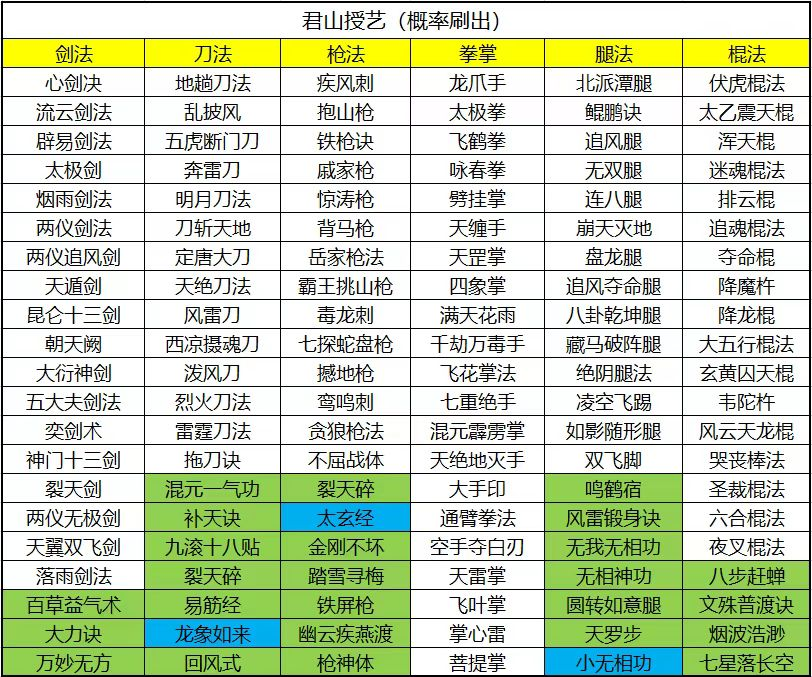 君山授艺（概率刷出）
剑法 刀法 枪法 拳掌 腿法 棍法
心剑决 地趟刀法 疾风刺 龙爪手 北派潭腿 伏虎棍法
流云剑法 乱披风 抱山枪 太极拳 鲲鹏诀 太乙震天棍
辟易剑法 五虎断门刀 铁枪诀 飞鹤拳 追风腿 浑天棍
太极剑 奔雷刀 戚家枪 咏春拳 无双腿 迷魂棍法
烟雨剑法 明月刀法 惊涛枪 劈挂掌 连八腿 排云棍
两仪剑法 刀斩天地 背马枪 天缠手 崩天灭地 追魂棍法
两仪追风剑 定唐大刀 岳家枪法 天罡掌 盘龙腿 夺命棍
天遁剑 天绝刀法 霸王挑山枪 四象掌 追风夺命腿 降魔杵
昆仑十三剑 风雷刀 毒龙刺 满天花雨 八卦乾坤腿 降龙棍
朝天阙 西凉摄魂刀 七探蛇盘枪 千劫万毒手 藏马破阵腿 大五行棍法
大衍神剑 泼风刀 撼地枪 飞花掌法 绝阴腿法 玄黄囚天棍
五大夫剑法 烈火刀法 鸾鸣刺 七重绝手 凌空飞踢 韦陀杵
奕剑术 雷霆刀法 贪狼枪法 混元霹雳掌 如影随形腿 风云天龙棍
神门十三剑 拖刀诀 不屈战体 天绝地灭手 双飞脚 哭丧棒法
裂天剑 混元一气功 裂天碎 大手印 鸣鹤宿 圣裁棍法
两仪无极剑 补天诀 太玄经 通臂拳法 风雷锻身诀 六合棍法
天翼双飞剑 九滚十八贴 金刚不坏 空手夺白刃 无我无相功 夜叉棍法
落雨剑法 裂天碎 踏雪寻梅 天雷掌 无相神功 八步赶蝉
百草益气术 易筋经 铁屏枪 飞叶掌 圆转如意腿 文殊普渡诀
大力诀 龙象如来 幽云疾燕渡 掌心雷 天罗步 烟波浩渺
万妙无方 回风式 枪神体 菩提掌 小无相功 七星落长空